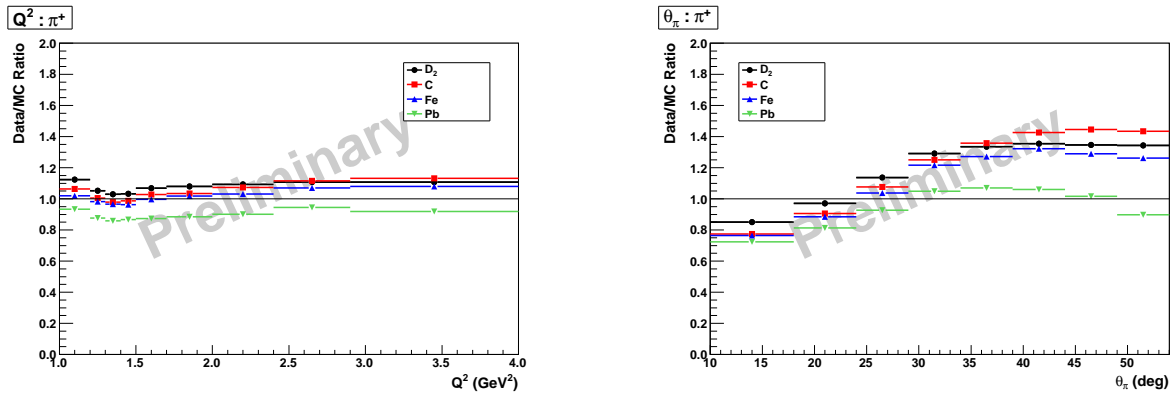 Q² : π⁺
Data/MC Ratio
2.0
1.8
1.6
1.4
1.2
1.0
0.8
0.6
0.4
0.2
0.0
D₂
C
Fe
Pb
Preliminary
1.0 1.5 2.0 2.5 3.0 3.5 4.0
Q² (GeV²)
θπ : π⁺
Data/MC Ratio
2.0
1.8
1.6
1.4
1.2
1.0
0.8
0.6
0.4
0.2
0.0
D₂
C
Fe
Pb
Preliminary
10 15 20 25 30 35 40 45 50
θπ (deg)